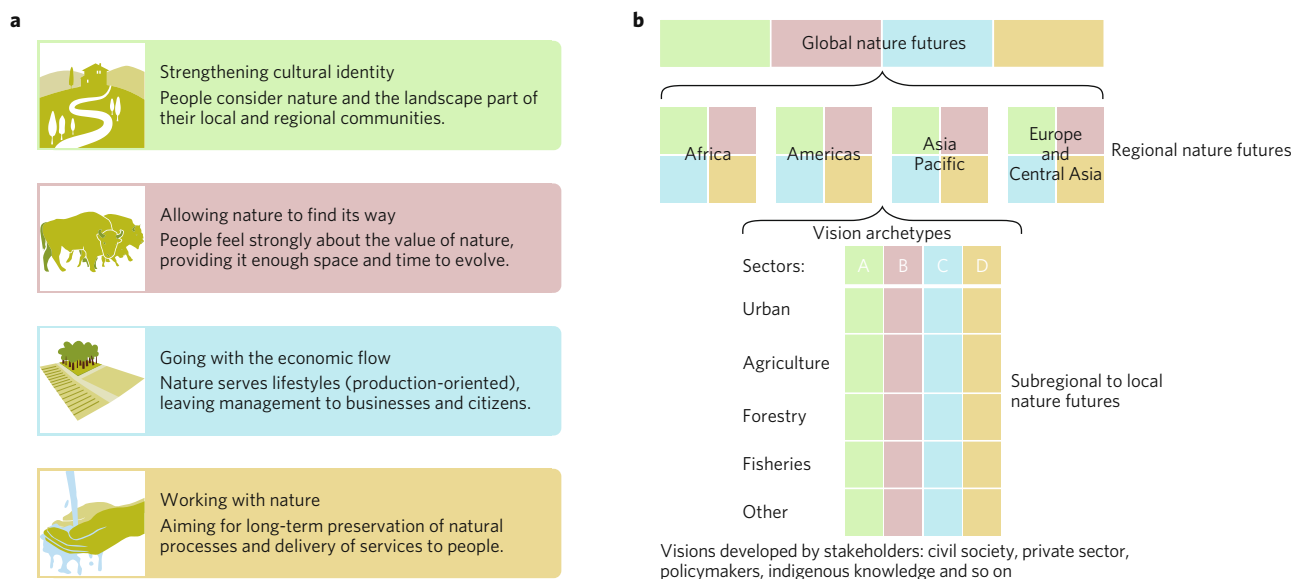 a
Strengthening cultural identity
People consider nature and the landscape part of
their local and regional communities.
Allowing nature to find its way
People feel strongly about the value of nature,
providing it enough space and time to evolve.
Going with the economic flow
Nature serves lifestyles (production-oriented),
leaving management to businesses and citizens.
Working with nature
Aiming for long-term preservation of natural
processes and delivery of services to people.
b
Global nature futures
Africa
Americas
Asia
Pacific
Europe
and
Central Asia
Regional nature futures
Vision archetypes
Sectors: A B C D
Urban
Agriculture
Forestry
Fisheries
Other
Subregional to local
nature futures
Visions developed by stakeholders: civil society, private sector,
policymakers, indigenous knowledge and so on